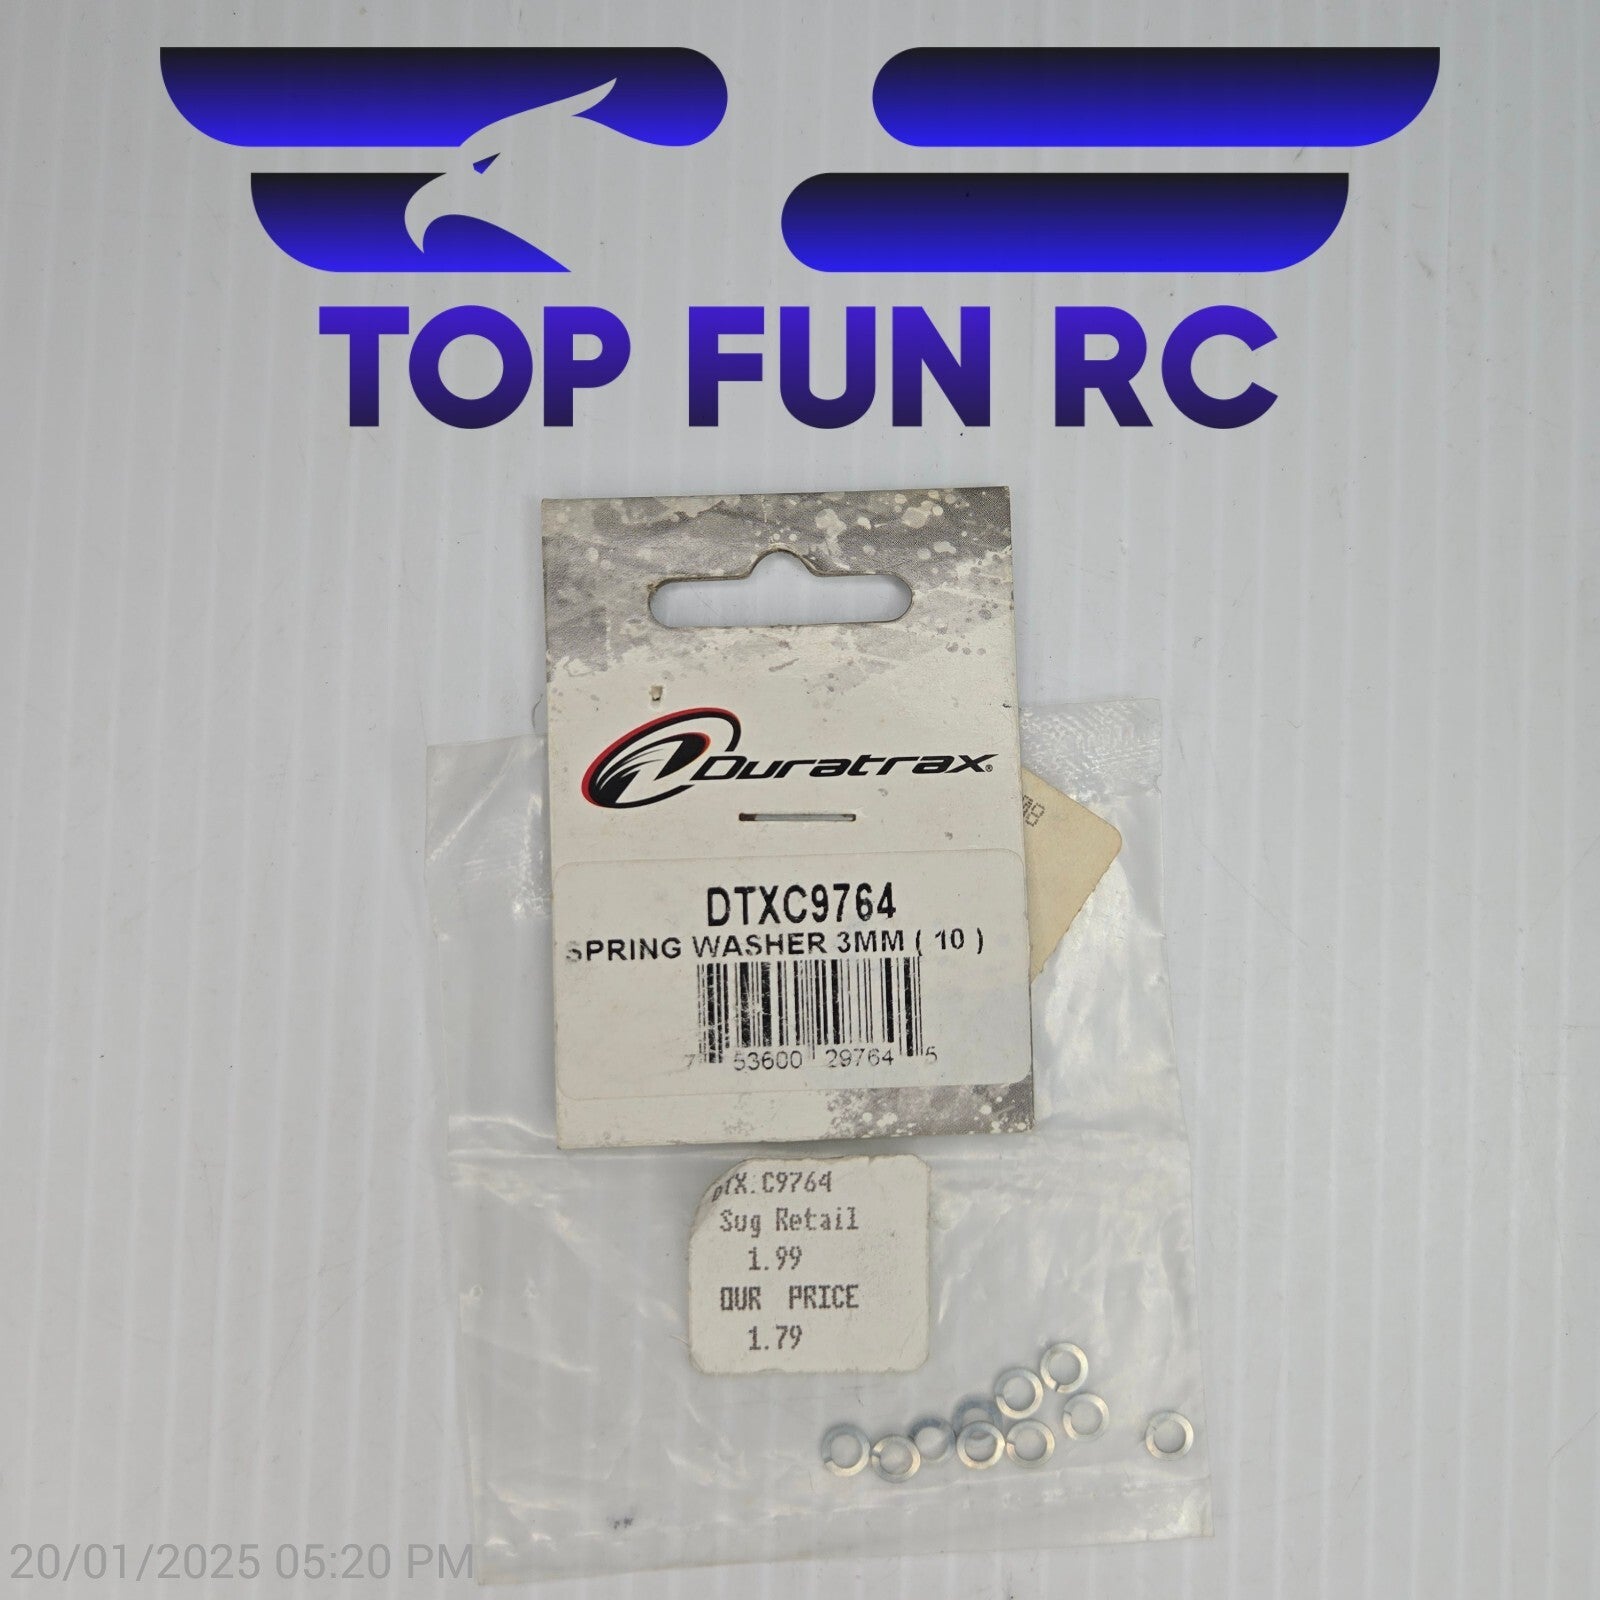 TOP FUN RC
Duratrax®
DTXC9764
SPRING WASHER 3MM ( 10 )
7 53600 29764 5
DTX.C9764
Sug Retail
1.99
OUR PRICE
1.79
20/01/2025 05:20 PM